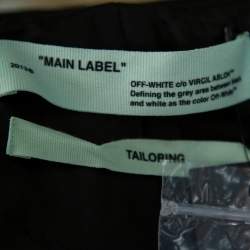 "MAIN LABEL"
OFF-WHITE c/o VIRGIL ABLOH™
Defining the grey area between black
and white as the color Off-White™
TAILORING